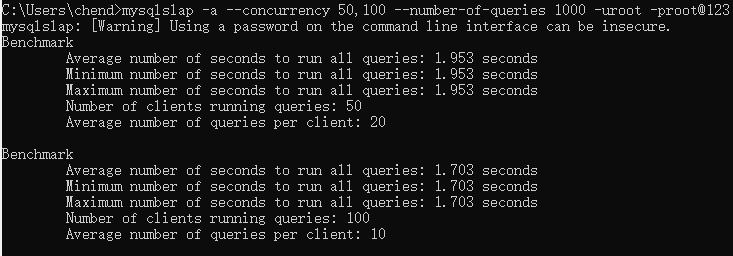 C:\Users\chend>mysqlslap -a --concurrency 50,100 --number-of-queries 1000 -uroot -proot@123
mysqlslap: [Warning] Using a password on the command line interface can be insecure.
Benchmark
Average number of seconds to run all queries: 1.953 seconds
Minimum number of seconds to run all queries: 1.953 seconds
Maximum number of seconds to run all queries: 1.953 seconds
Number of clients running queries: 50
Average number of queries per client: 20
Benchmark
Average number of seconds to run all queries: 1.703 seconds
Minimum number of seconds to run all queries: 1.703 seconds
Maximum number of seconds to run all queries: 1.703 seconds
Number of clients running queries: 100
Average number of queries per client: 10